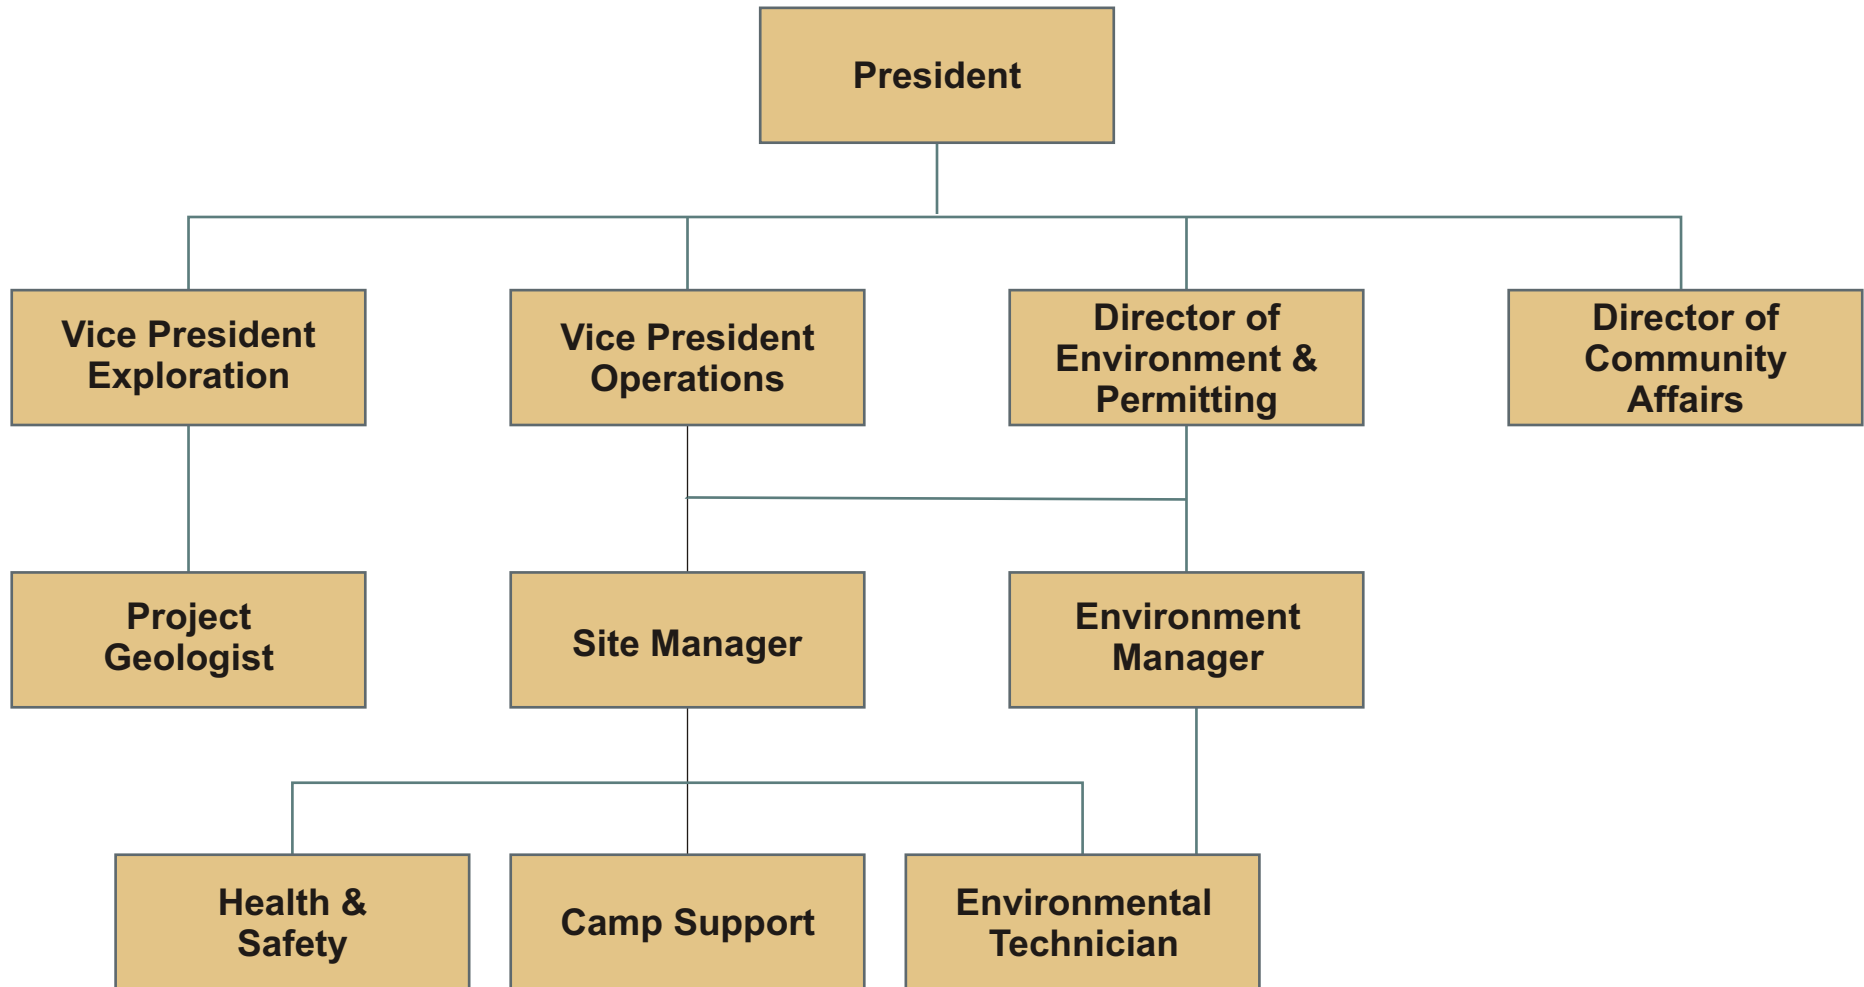 President
Vice President
Exploration
Vice President
Operations
Director of
Environment &
Permitting
Director of
Community
Affairs
Project
Geologist
Site Manager
Environment
Manager
Health &
Safety
Camp Support
Environmental
Technician